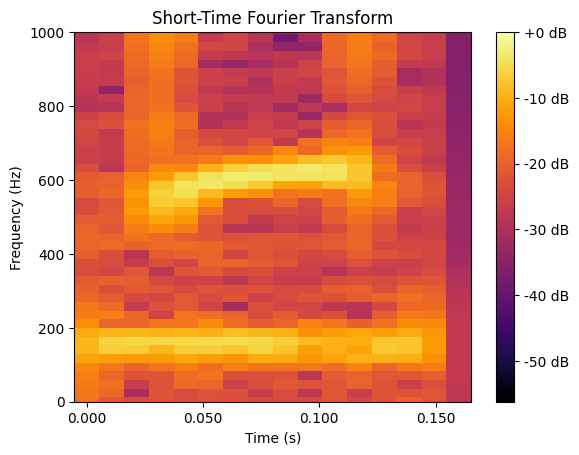 Short-Time Fourier Transform
1000
800
600
400
200
0
Frequency (Hz)
0.000
0.050
0.100
0.150
Time (s)
+0 dB
-10 dB
-20 dB
-30 dB
-40 dB
-50 dB